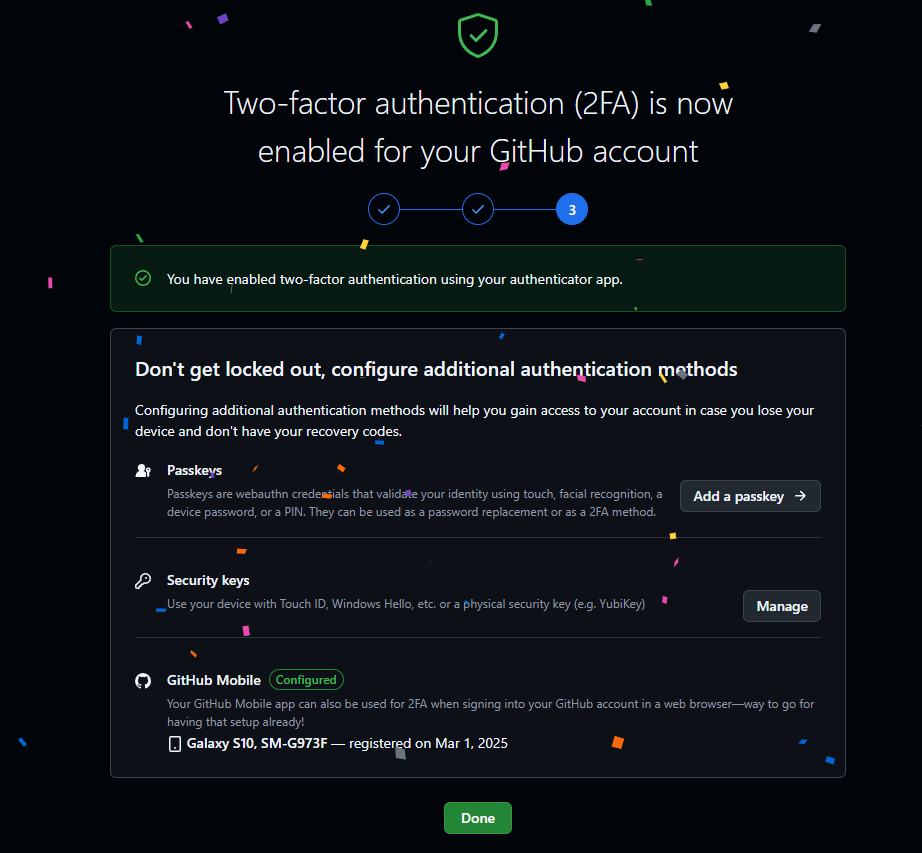 Two-factor authentication (2FA) is now
enabled for your GitHub account
3
You have enabled two-factor authentication using your authenticator app.
Don't get locked out, configure additional authentication methods
Configuring additional authentication methods will help you gain access to your account in case you lose your
device and don't have your recovery codes.
Passkeys
Passkeys are webauthn credentials that validate your identity using touch, facial recognition, a
device password, or a PIN. They can be used as a password replacement or as a 2FA method.
Add a passkey →
Security keys
Use your device with Touch ID, Windows Hello, etc. or a physical security key (e.g. YubiKey)
Manage
GitHub Mobile Configured
Your GitHub Mobile app can also be used for 2FA when signing into your GitHub account in a web browser—way to go for
having that setup already!
Galaxy S10, SM-G973F — registered on Mar 1, 2025
Done